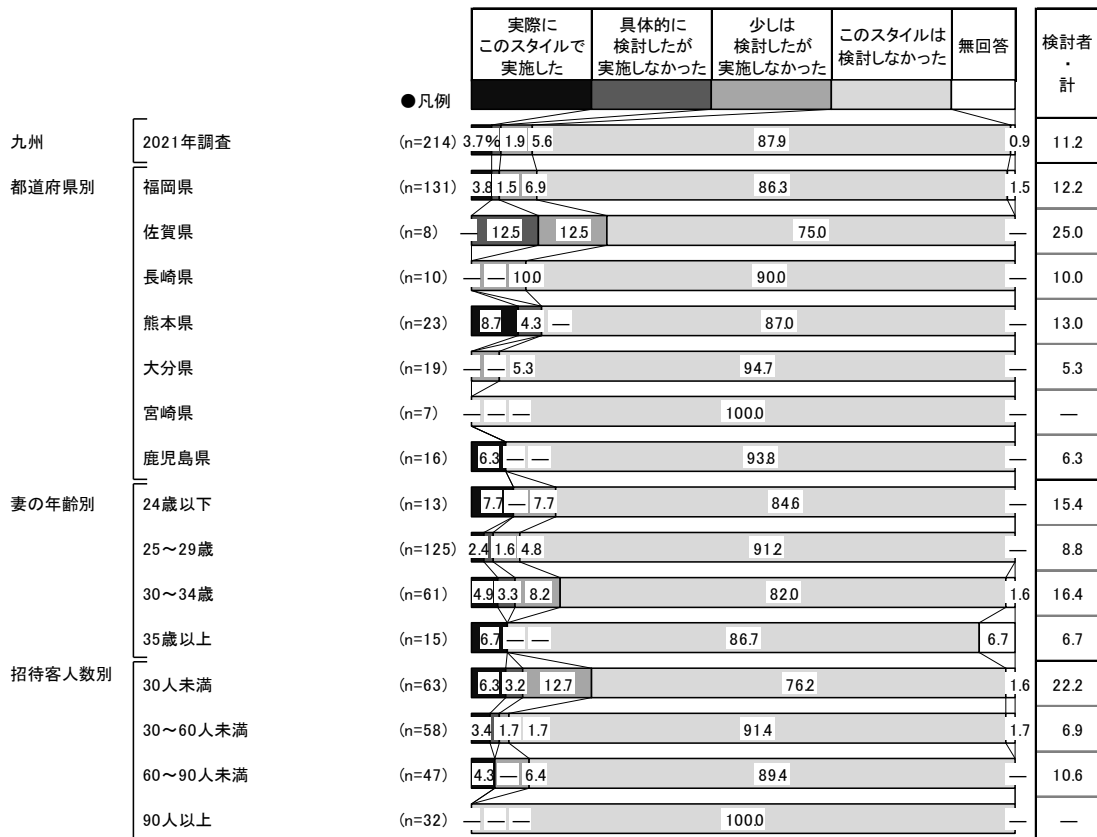 実際に
このスタイルで
実施した
具体的に
検討したが
実施しなかった
少しは
検討したが
実施しなかった
このスタイルは
検討しなかった
無回答
検討者
・
計
●凡例
九州 2021年調査 (n=214) 3.7% 1.9 5.6 87.9 0.9 11.2
都道府県別 福岡県 (n=131) 3.8 1.5 6.9 86.3 1.5 12.2
佐賀県 (n=8) — 12.5 12.5 75.0 — 25.0
長崎県 (n=10) — — 10.0 90.0 — 10.0
熊本県 (n=23) 8.7 4.3 — 87.0 — 13.0
大分県 (n=19) — — 5.3 94.7 — 5.3
宮崎県 (n=7) — — — 100.0 — —
鹿児島県 (n=16) 6.3 — — 93.8 — 6.3
妻の年齢別 24歳以下 (n=13) 7.7 — 7.7 84.6 — 15.4
25～29歳 (n=125) 2.4 1.6 4.8 91.2 — 8.8
30～34歳 (n=61) 4.9 3.3 8.2 82.0 1.6 16.4
35歳以上 (n=15) 6.7 — — 86.7 6.7 6.7
招待客人数別 30人未満 (n=63) 6.3 3.2 12.7 76.2 1.6 22.2
30～60人未満 (n=58) 3.4 1.7 1.7 91.4 1.7 6.9
60～90人未満 (n=47) 4.3 — 6.4 89.4 — 10.6
90人以上 (n=32) — — — 100.0 — —